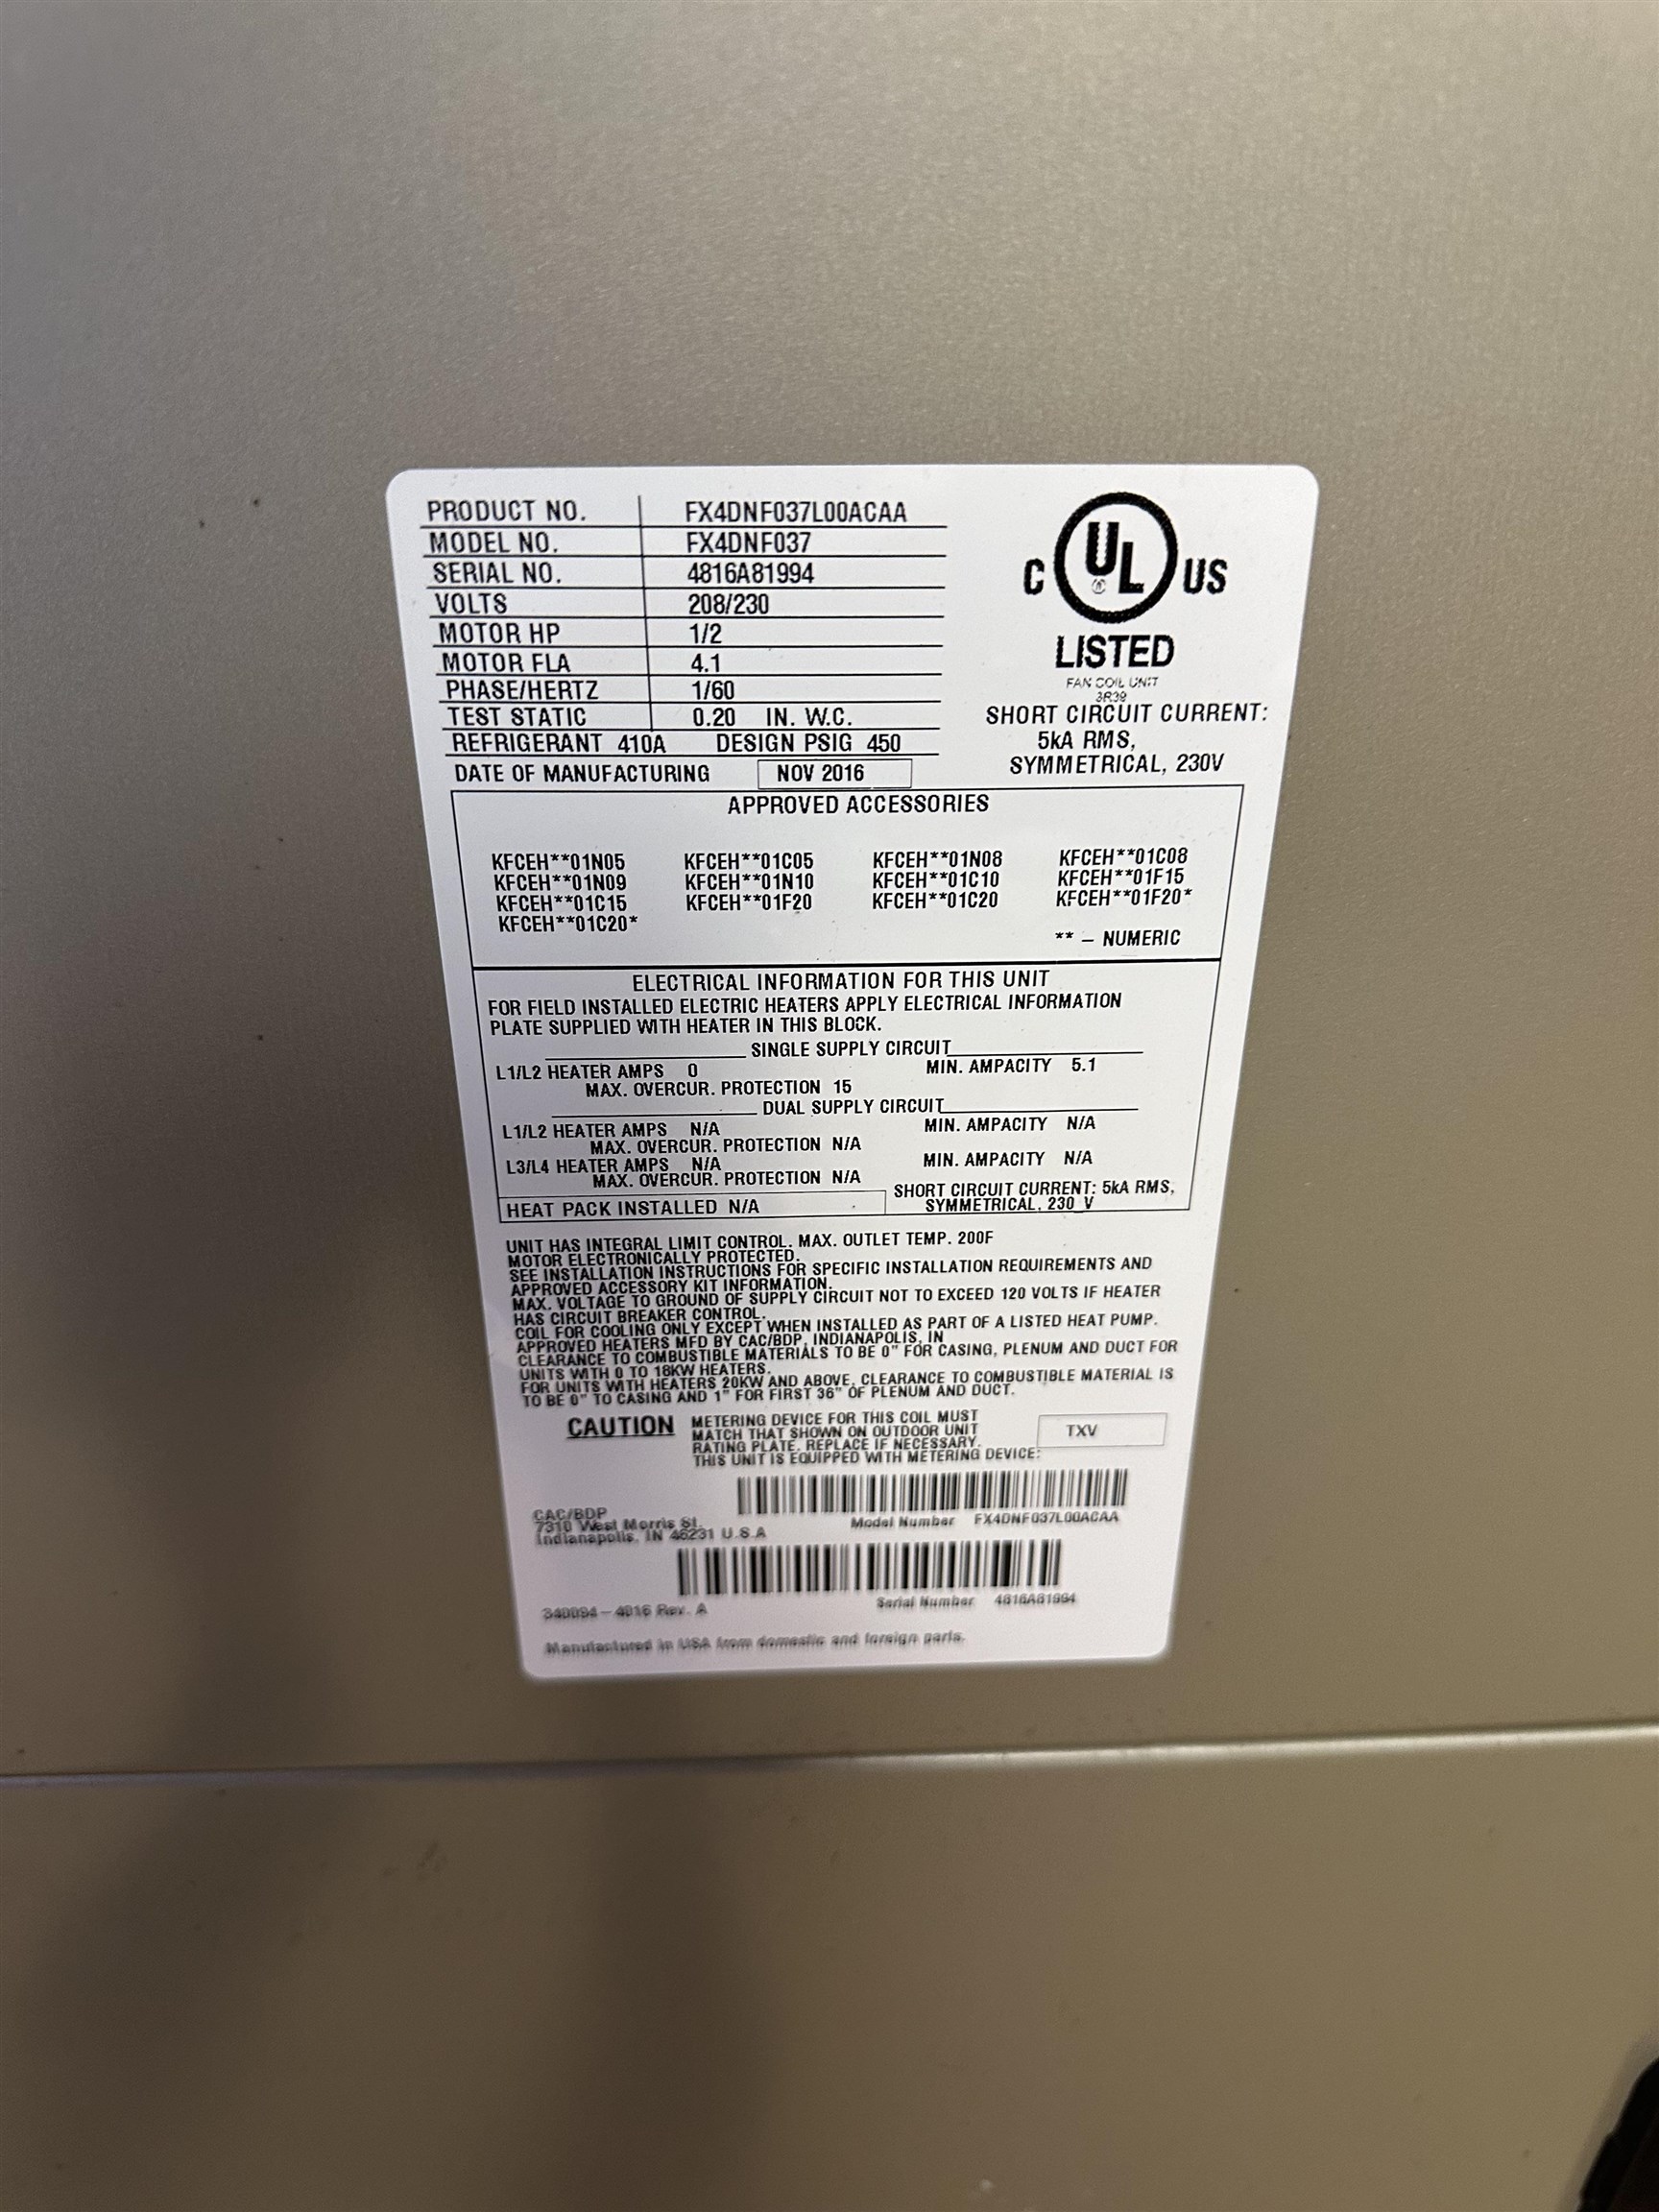 PRODUCT NO. FX4DNF037L00ACAA
MODEL NO. FX4DNF037
SERIAL NO. 4816A81994
VOLTS 208/230
MOTOR HP 1/2
MOTOR FLA 4.1
PHASE/HERTZ 1/60
TEST STATIC 0.20 IN. W.C.
REFRIGERANT 410A DESIGN PSIG 450
DATE OF MANUFACTURING NOV 2016
C UL US
LISTED
FAN COIL UNIT
3R39
SHORT CIRCUIT CURRENT:
5kA RMS,
SYMMETRICAL, 230V
APPROVED ACCESSORIES
KFCEH**01N05 KFCEH**01C05 KFCEH**01N08 KFCEH**01C08
KFCEH**01N09 KFCEH**01N10 KFCEH**01C10 KFCEH**01F15
KFCEH**01C15 KFCEH**01F20 KFCEH**01C20 KFCEH**01F20*
KFCEH**01C20*
** – NUMERIC
ELECTRICAL INFORMATION FOR THIS UNIT
FOR FIELD INSTALLED ELECTRIC HEATERS APPLY ELECTRICAL INFORMATION
PLATE SUPPLIED WITH HEATER IN THIS BLOCK.
SINGLE SUPPLY CIRCUIT
L1/L2 HEATER AMPS 0 MIN. AMPACITY 5.1
MAX. OVERCUR. PROTECTION 15
DUAL SUPPLY CIRCUIT
L1/L2 HEATER AMPS N/A MIN. AMPACITY N/A
MAX. OVERCUR. PROTECTION N/A
L3/L4 HEATER AMPS N/A MIN. AMPACITY N/A
MAX. OVERCUR. PROTECTION N/A
HEAT PACK INSTALLED N/A
SHORT CIRCUIT CURRENT: 5kA RMS,
SYMMETRICAL, 230 V
UNIT HAS INTEGRAL LIMIT CONTROL. MAX. OUTLET TEMP. 200F
MOTOR ELECTRONICALLY PROTECTED.
SEE INSTALLATION INSTRUCTIONS FOR SPECIFIC INSTALLATION REQUIREMENTS AND
APPROVED ACCESSORY KIT INFORMATION.
MAX. VOLTAGE TO GROUND OF SUPPLY CIRCUIT NOT TO EXCEED 120 VOLTS IF HEATER
HAS CIRCUIT BREAKER CONTROL.
COIL FOR COOLING ONLY EXCEPT WHEN INSTALLED AS PART OF A LISTED HEAT PUMP.
APPROVED HEATERS MFD BY CAC/BDP, INDIANAPOLIS, IN
CLEARANCE TO COMBUSTIBLE MATERIALS TO BE 0" FOR CASING, PLENUM AND DUCT FOR
UNITS WITH 0 TO 18KW HEATERS.
FOR UNITS WITH HEATERS 20KW AND ABOVE, CLEARANCE TO COMBUSTIBLE MATERIAL IS
TO BE 0" TO CASING AND 1" FOR FIRST 36" OF PLENUM AND DUCT.
CAUTION
METERING DEVICE FOR THIS COIL MUST
MATCH THAT SHOWN ON OUTDOOR UNIT
RATING PLATE. REPLACE IF NECESSARY.
THIS UNIT IS EQUIPPED WITH METERING DEVICE:
TXV
CAC/BDP
7310 West Morris St.
Indianapolis, IN 46231 U.S.A
Model Number FX4DNF037L00ACAA
Serial Number 4816A81994
340094-4016 Rev. A
Manufactured in USA from domestic and foreign parts.